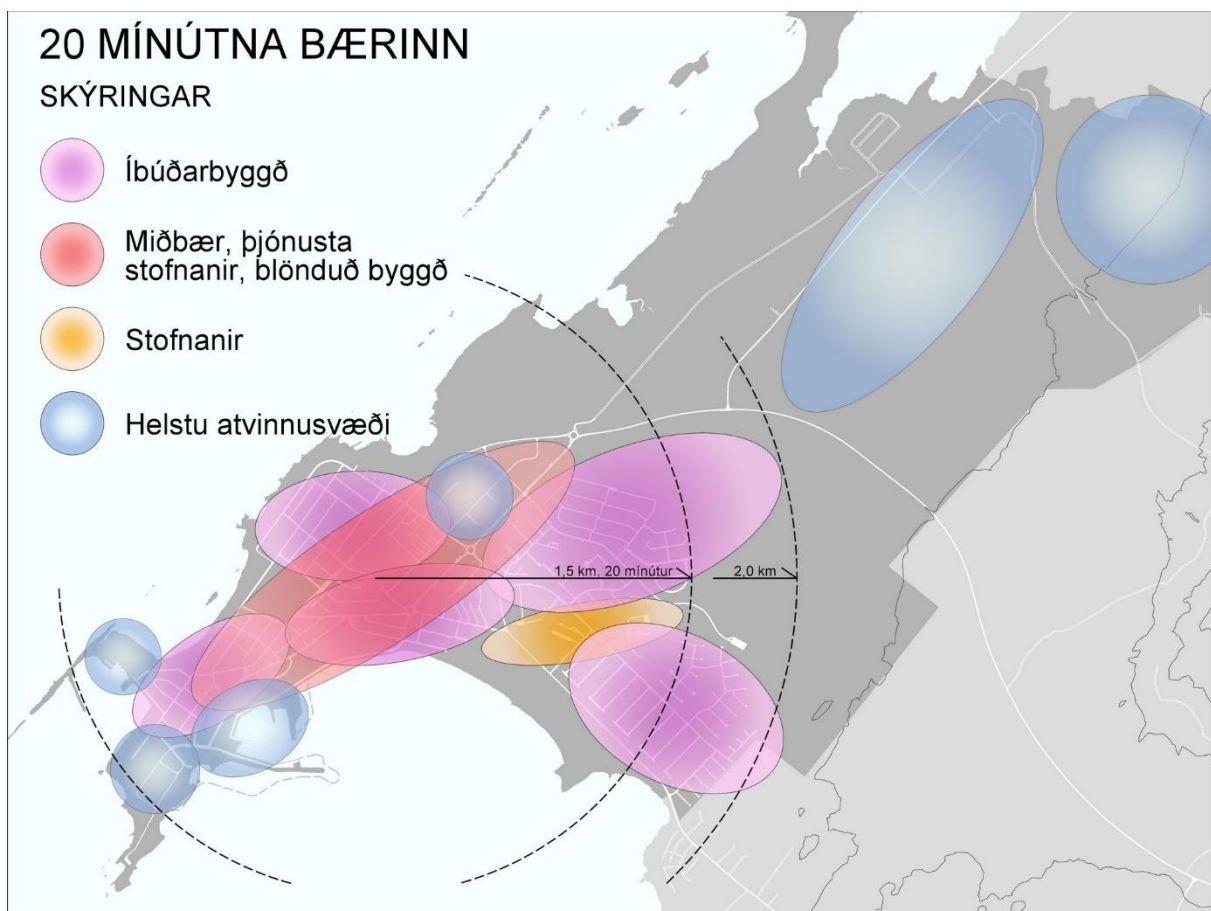 20 MÍNÚTNA BÆRINN
SKÝRINGAR
Íbúðarbyggð
Miðbær, þjónusta
stofnanir, blönduð byggð
Stofnanir
Helstu atvinnusvæði
1,5 km, 20 mínútur
2,0 km